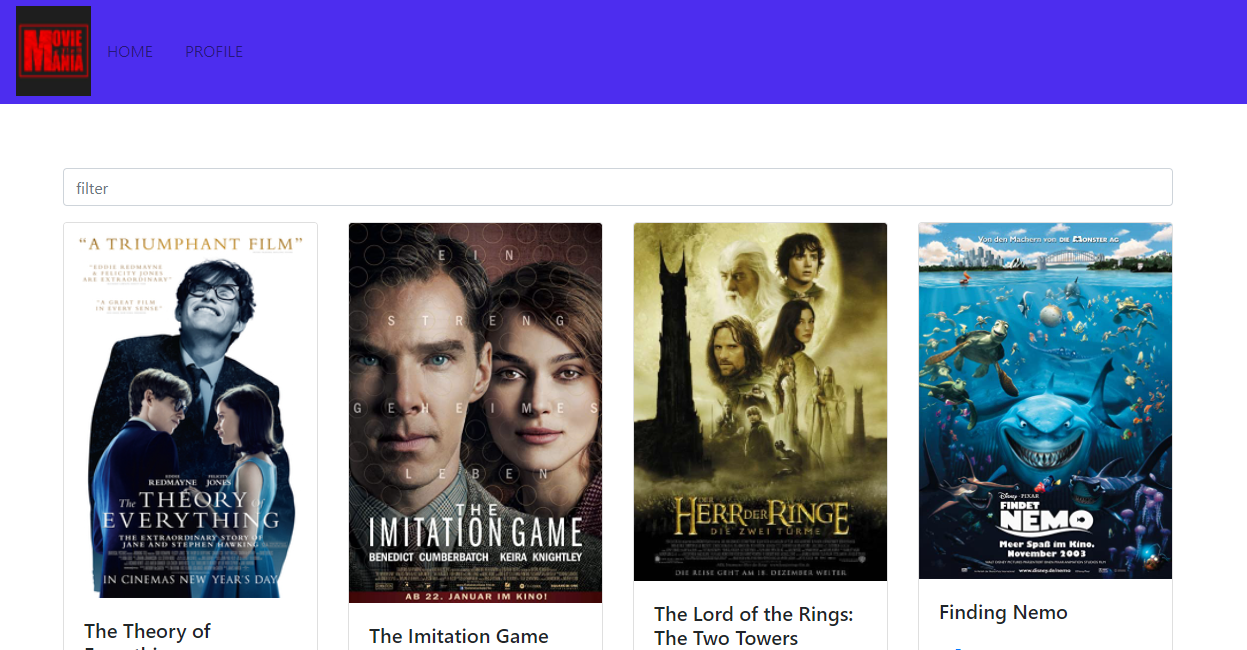 MOVIE
MANIA
HOME
PROFILE
filter
“A TRIUMPHANT FILM”
“EDDIE REDMAYNE
& FELICITY JONES
ARE EXTRAORDINARY”
“A GREAT FILM
IN EVERY SENSE”
EDDIE FELICITY
REDMAYNE JONES
The THEORY of
EVERYTHING
THE EXTRAORDINARY STORY OF
JANE AND STEPHEN HAWKING
IN CINEMAS NEW YEAR'S DAY
The Theory of
EIN
STRENG
GEHEIMES
LEBEN
THE
IMITATION GAME
BENEDICT CUMBERBATCH KEIRA KNIGHTLEY
AB 22. JANUAR IM KINO!
The Imitation Game
DER
HERR DER RINGE
DIE ZWEI TÜRME
DIE REISE GEHT AM 18. DEZEMBER WEITER
The Lord of the Rings:
The Two Towers
Von den Machern von DIE MONSTER AG
Disney · PIXAR
FINDET
NEMO
Meer Spaß im Kino.
November 2003
www.disney.de/nemo
Finding Nemo